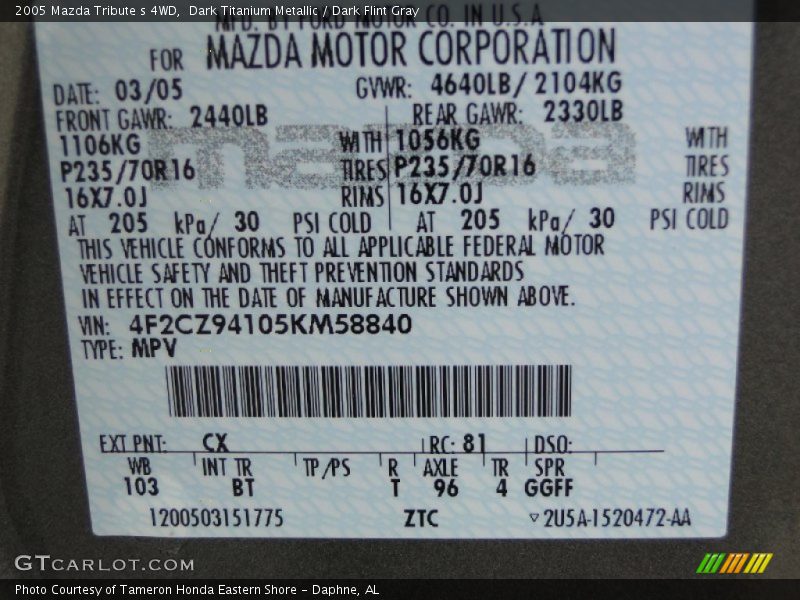 2005 Mazda Tribute s 4WD,  Dark Titanium Metallic / Dark Flint Gray
MFD. BY FORD MOTOR CO. IN U.S.A
FOR MAZDA MOTOR CORPORATION
DATE: 03/05 GVWR: 4640LB/ 2104KG
FRONT GAWR: 2440LB REAR GAWR: 2330LB
1106KG WITH 1056KG WITH
P235/70R16 TIRES P235/70R16 TIRES
16X7.0J RIMS 16X7.0J RIMS
AT 205 kPa/ 30 PSI COLD AT 205 kPa/ 30 PSI COLD
mazda
THIS VEHICLE CONFORMS TO ALL APPLICABLE FEDERAL MOTOR
VEHICLE SAFETY AND THEFT PREVENTION STANDARDS
IN EFFECT ON THE DATE OF MANUFACTURE SHOWN ABOVE.
VIN: 4F2CZ94105KM58840
TYPE: MPV
EXT PNT: CX RC: 81 DSO:
WB INT TR TP/PS R AXLE TR SPR
103 BT T 96 4 GGFF
1200503151775 ZTC ▽2U5A-1520472-AA
GTCARLOT.COM
Photo Courtesy of Tameron Honda Eastern Shore – Daphne, AL